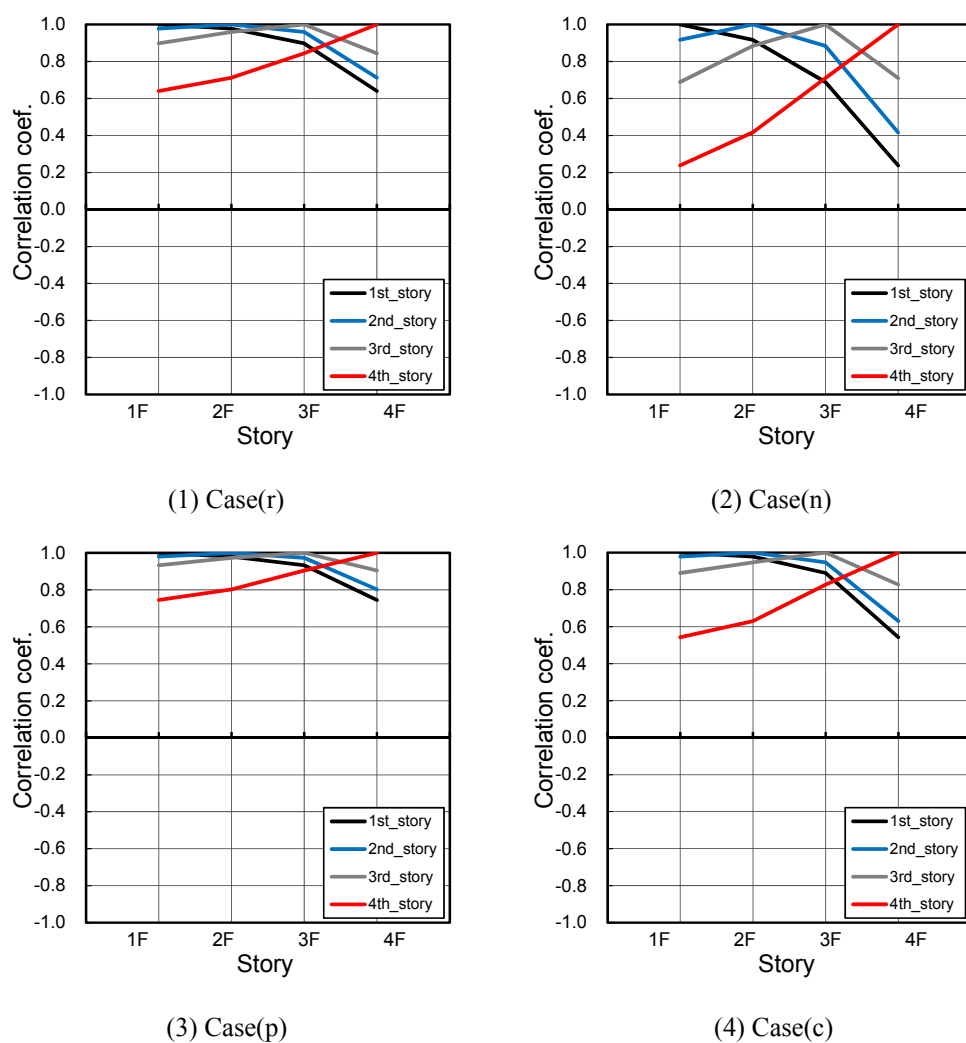 Correlation coef.
1.0
0.8
0.6
0.4
0.2
0.0
-0.2
-0.4
-0.6
-0.8
-1.0
1st_story
2nd_story
3rd_story
4th_story
1F 2F 3F 4F
Story
(1) Case(r)
Correlation coef.
1.0
0.8
0.6
0.4
0.2
0.0
-0.2
-0.4
-0.6
-0.8
-1.0
1st_story
2nd_story
3rd_story
4th_story
1F 2F 3F 4F
Story
(2) Case(n)
Correlation coef.
1.0
0.8
0.6
0.4
0.2
0.0
-0.2
-0.4
-0.6
-0.8
-1.0
1st_story
2nd_story
3rd_story
4th_story
1F 2F 3F 4F
Story
(3) Case(p)
Correlation coef.
1.0
0.8
0.6
0.4
0.2
0.0
-0.2
-0.4
-0.6
-0.8
-1.0
1st_story
2nd_story
3rd_story
4th_story
1F 2F 3F 4F
Story
(4) Case(c)